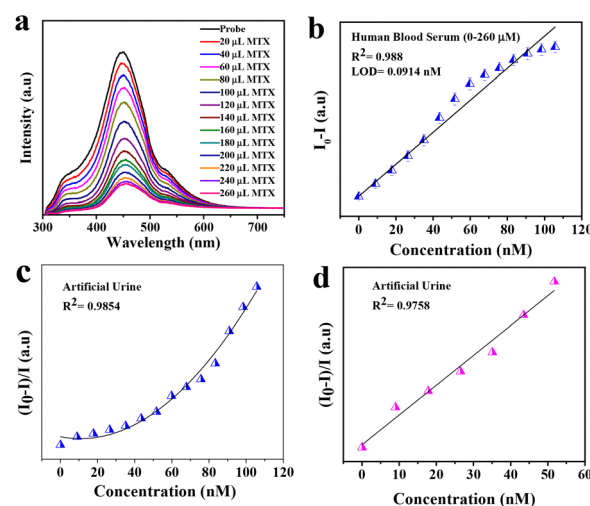 a
Intensity (a.u)
Probe
20 μL MTX
40 μL MTX
60 μL MTX
80 μL MTX
100 μL MTX
120 μL MTX
140 μL MTX
160 μL MTX
180 μL MTX
200 μL MTX
220 μL MTX
240 μL MTX
260 μL MTX
300 400 500 600 700
Wavelength (nm)
b
I0-I (a.u)
Human Blood Serum (0-260 μM)
R2= 0.988
LOD= 0.0914 nM
0 20 40 60 80 100 120
Concentration (nM)
c
(I0-I)/I (a.u)
Artificial Urine
R2= 0.9854
0 20 40 60 80 100 120
Concentration (nM)
d
(I0-I)/I (a.u)
Artificial Urine
R2= 0.9758
0 10 20 30 40 50 60
Concentration (nM)